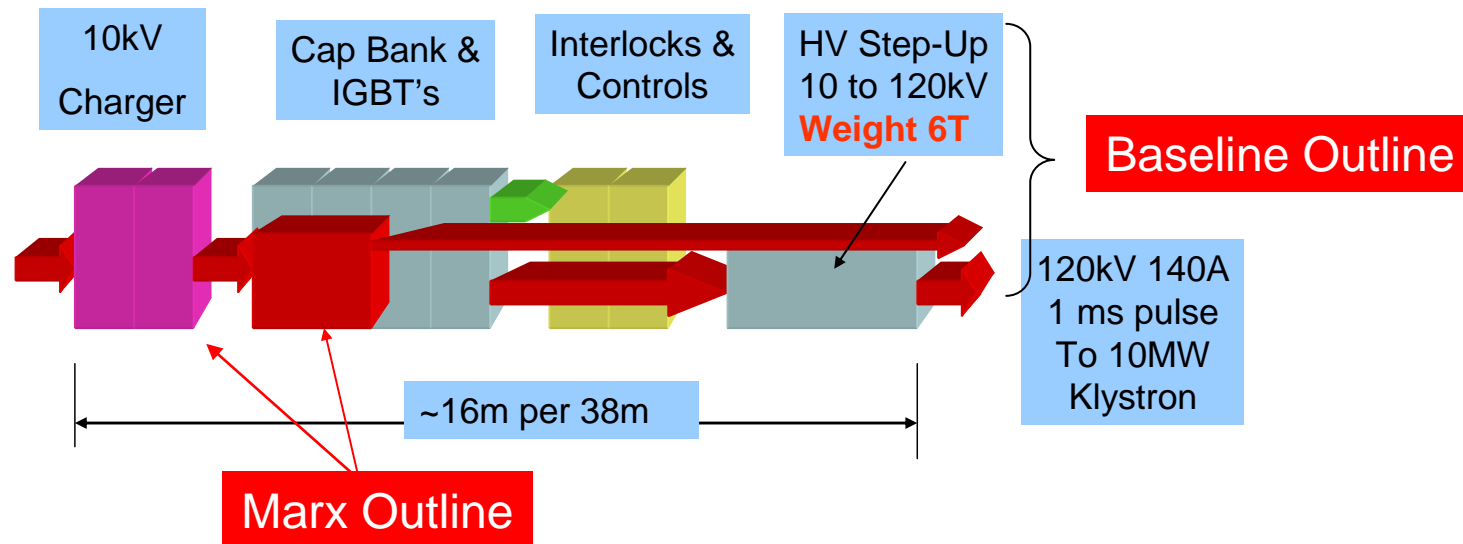 10kV
Charger
Cap Bank &
IGBT's
Interlocks &
Controls
HV Step-Up
10 to 120kV
Weight 6T
Baseline Outline
120kV 140A
1 ms pulse
To 10MW
Klystron
~16m per 38m
Marx Outline